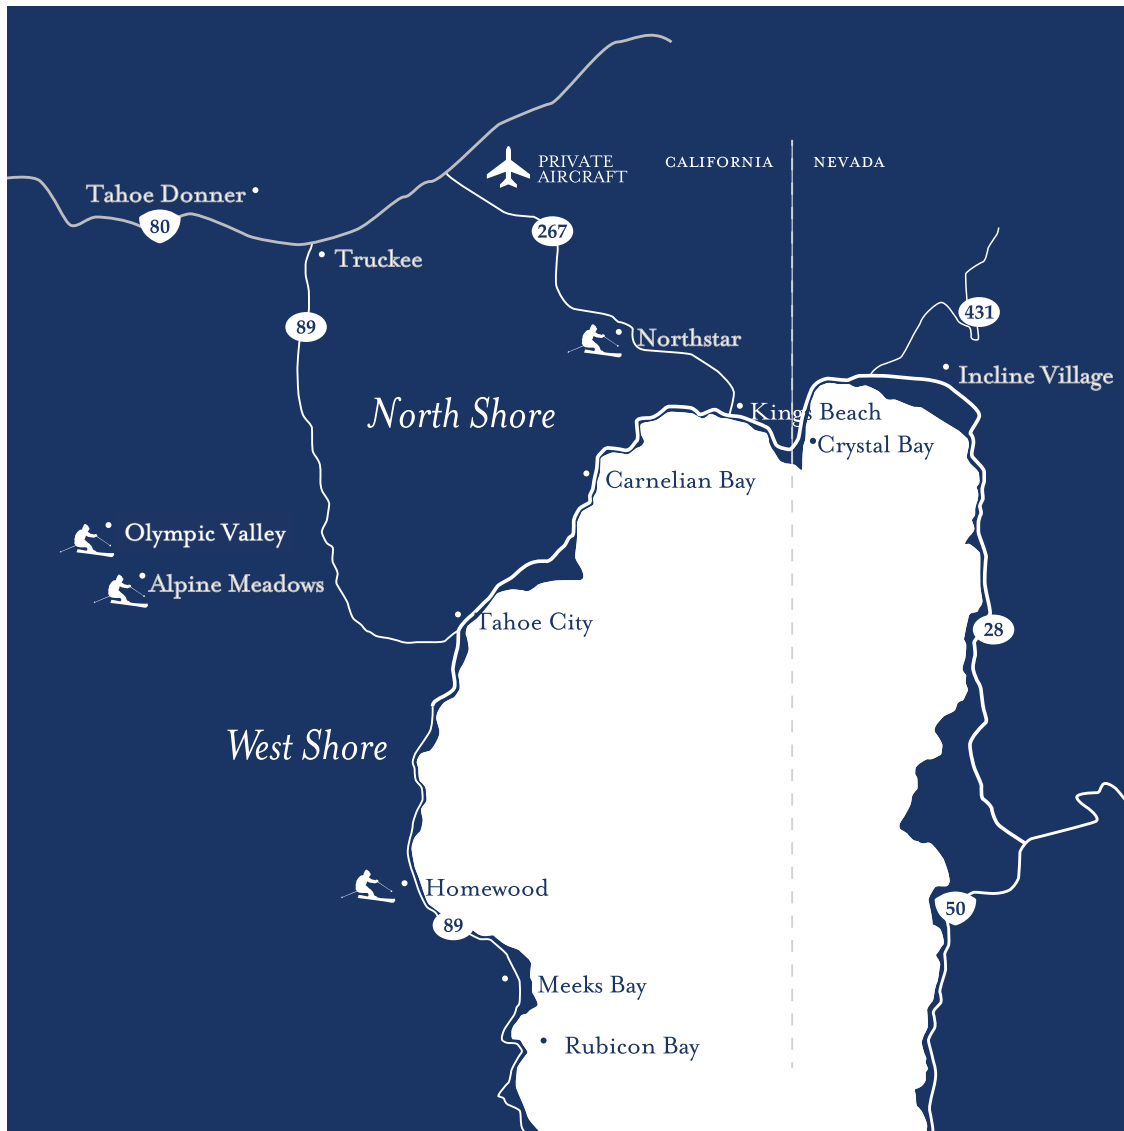 PRIVATE
AIRCRAFT
CALIFORNIA
NEVADA
Tahoe Donner
80
267
Truckee
431
89
Northstar
Incline Village
North Shore
Kings Beach
Crystal Bay
Carnelian Bay
Olympic Valley
Alpine Meadows
Tahoe City
28
West Shore
Homewood
50
89
Meeks Bay
Rubicon Bay